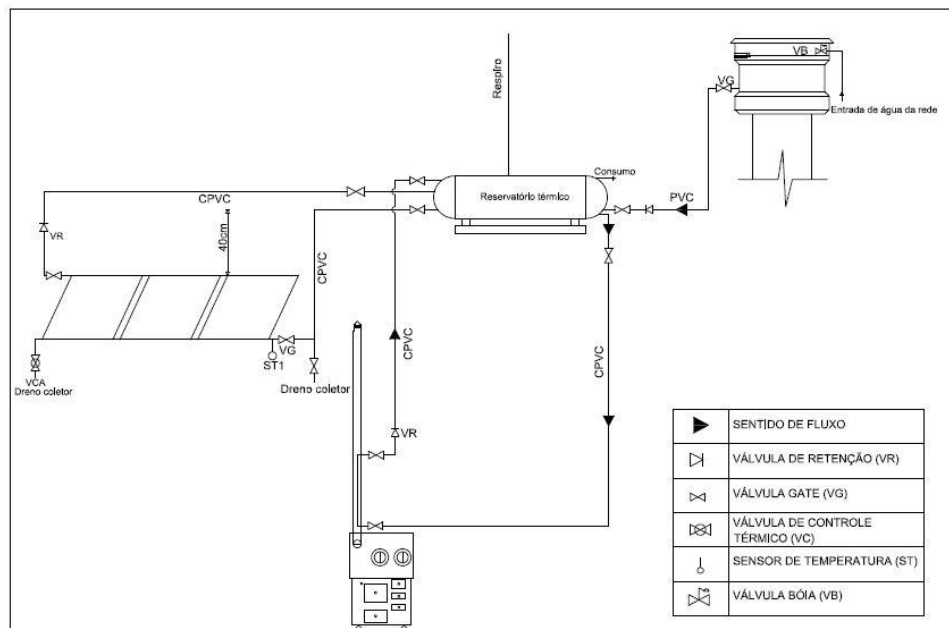 VB
VG
Entrada de água da rede
Respiro
Consumo
Reservatório térmico
PVC
CPVC
VR
40cm
CPVC
VG
ST1
VCA
Dreno coletor
Dreno coletor
CPVC
CPVC
VR
SENTIDO DE FLUXO
VÁLVULA DE RETENÇÃO (VR)
VÁLVULA GATE (VG)
VÁLVULA DE CONTROLE
TÉRMICO (VC)
SENSOR DE TEMPERATURA (ST)
VÁLVULA BÓIA (VB)